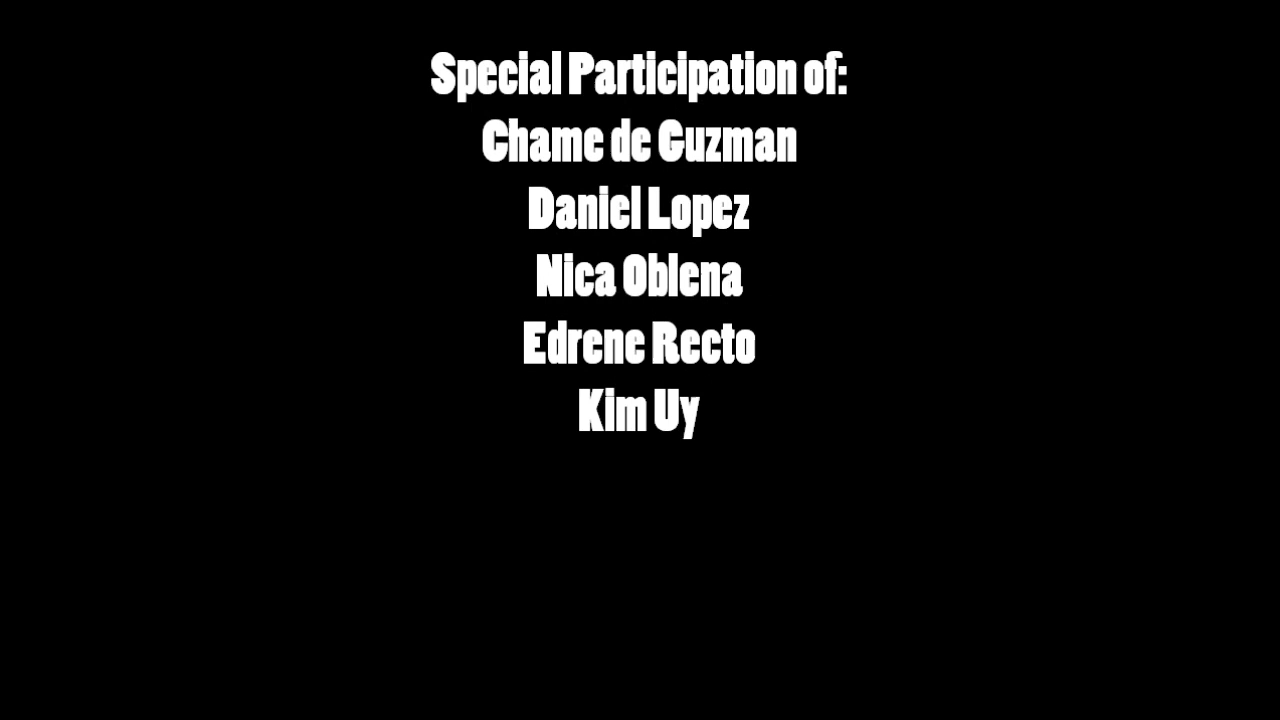 Special Participation of:
Chame de Guzman
Daniel Lopez
Nica Oblena
Edrene Recto
Kim Uy